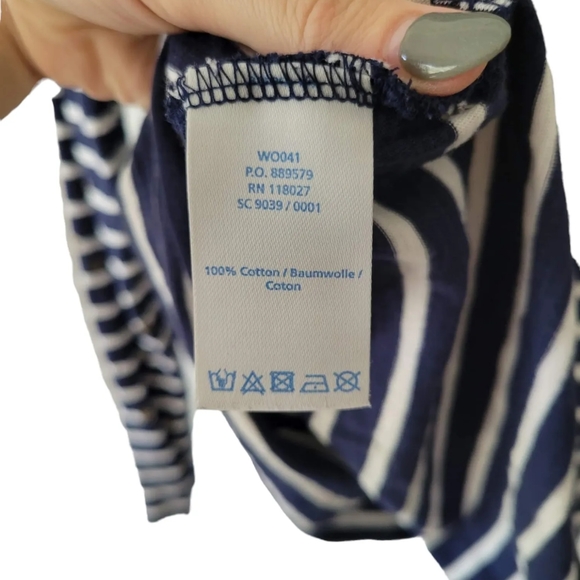 WO041
P.O. 889579
RN 118027
SC 9039 / 0001
100% Cotton / Baumwolle /
Coton